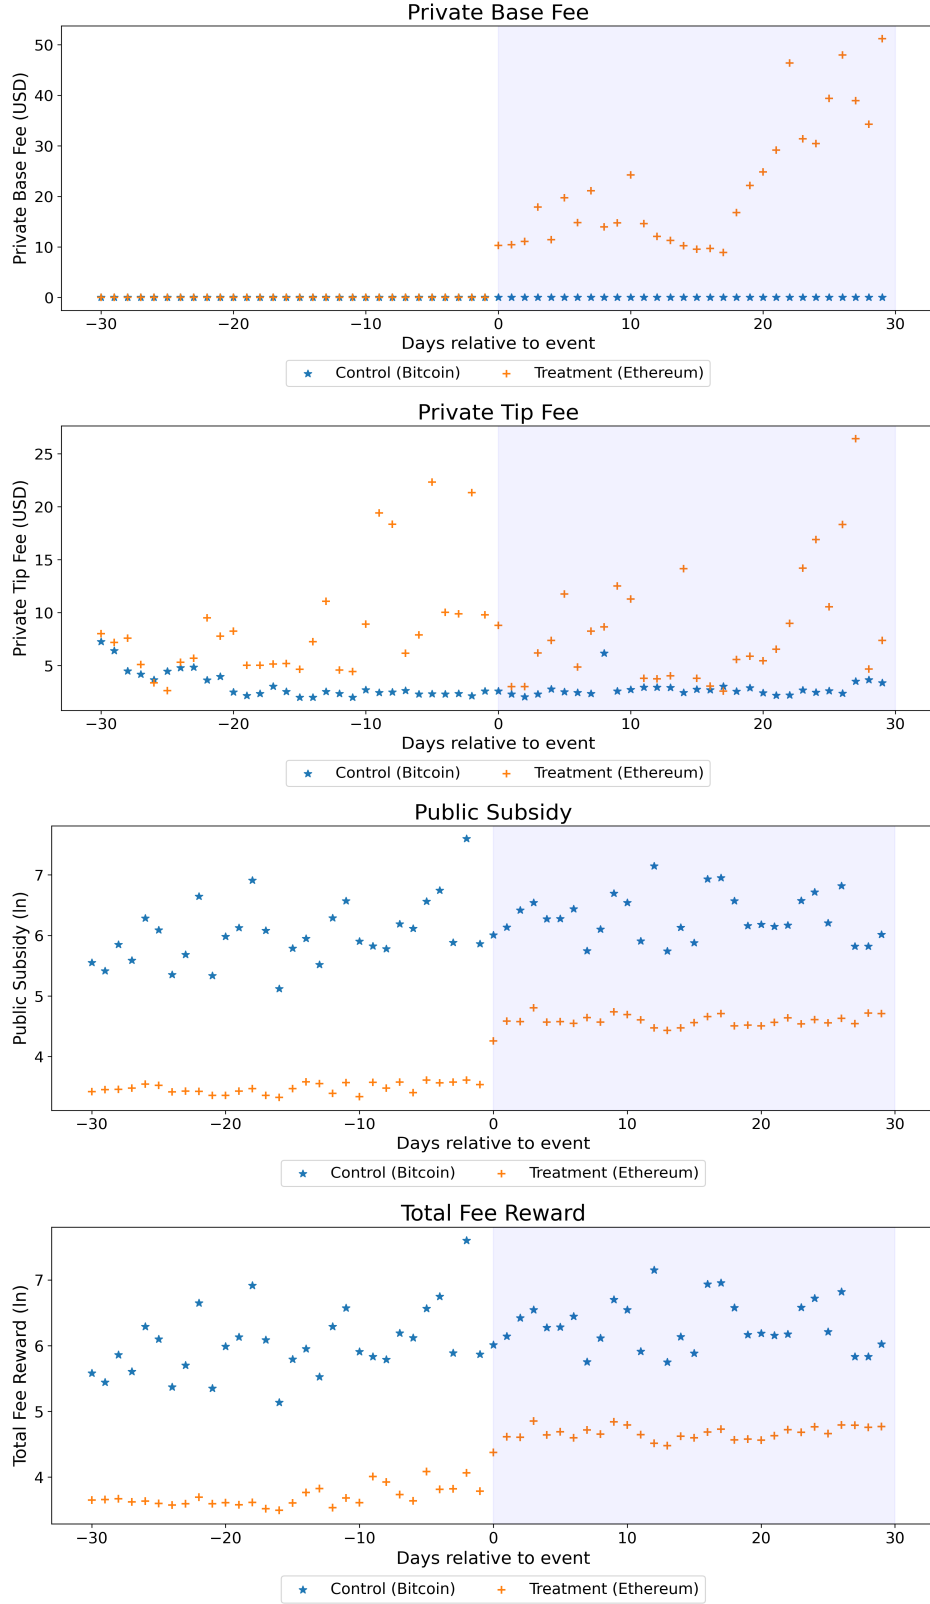 Private Base Fee
Private Base Fee (USD)
50
40
30
20
10
0
−30 −20 −10 0 10 20 30
Days relative to event
Control (Bitcoin) Treatment (Ethereum)
Private Tip Fee
Private Tip Fee (USD)
25
20
15
10
5
−30 −20 −10 0 10 20 30
Days relative to event
Control (Bitcoin) Treatment (Ethereum)
Public Subsidy
Public Subsidy (ln)
7
6
5
4
−30 −20 −10 0 10 20 30
Days relative to event
Control (Bitcoin) Treatment (Ethereum)
Total Fee Reward
Total Fee Reward (ln)
7
6
5
4
−30 −20 −10 0 10 20 30
Days relative to event
Control (Bitcoin) Treatment (Ethereum)